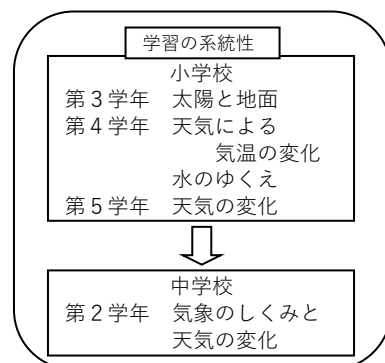 学習の系統性
小学校
第３学年　太陽と地面
第４学年　天気による
気温の変化
水のゆくえ
第５学年　天気の変化
中学校
第２学年　気象のしくみと
天気の変化